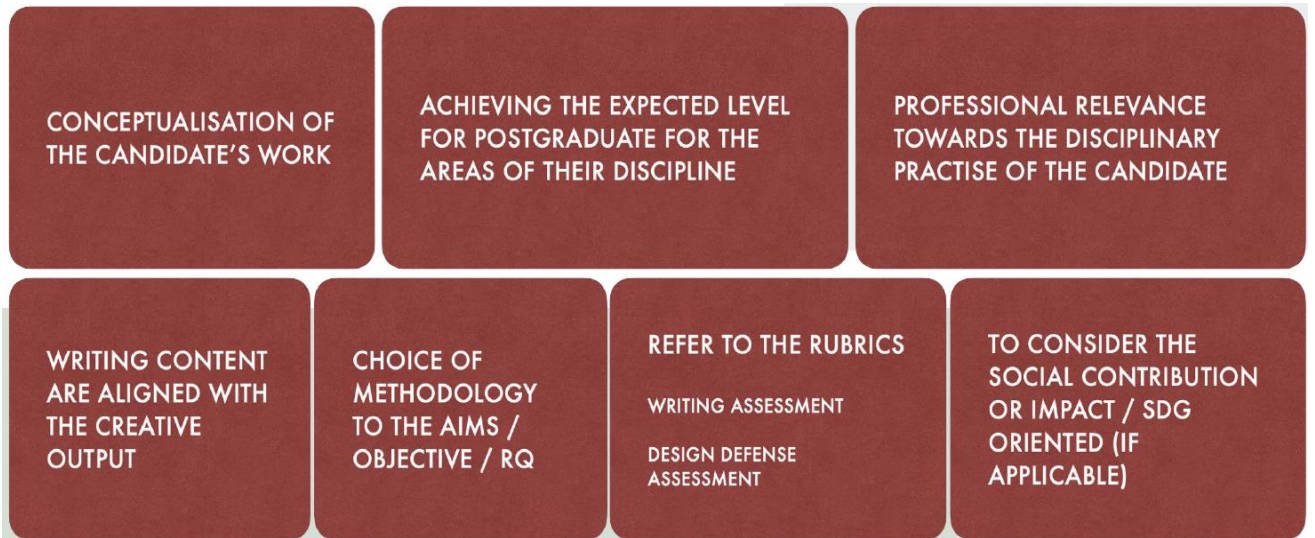 CONCEPTUALISATION OF
THE CANDIDATE'S WORK
ACHIEVING THE EXPECTED LEVEL
FOR POSTGRADUATE FOR THE
AREAS OF THEIR DISCIPLINE
PROFESSIONAL RELEVANCE
TOWARDS THE DISCIPLINARY
PRACTISE OF THE CANDIDATE
WRITING CONTENT
ARE ALIGNED WITH
THE CREATIVE
OUTPUT
CHOICE OF
METHODOLOGY
TO THE AIMS /
OBJECTIVE / RQ
REFER TO THE RUBRICS
WRITING ASSESSMENT
DESIGN DEFENSE
ASSESSMENT
TO CONSIDER THE
SOCIAL CONTRIBUTION
OR IMPACT / SDG
ORIENTED (IF
APPLICABLE)